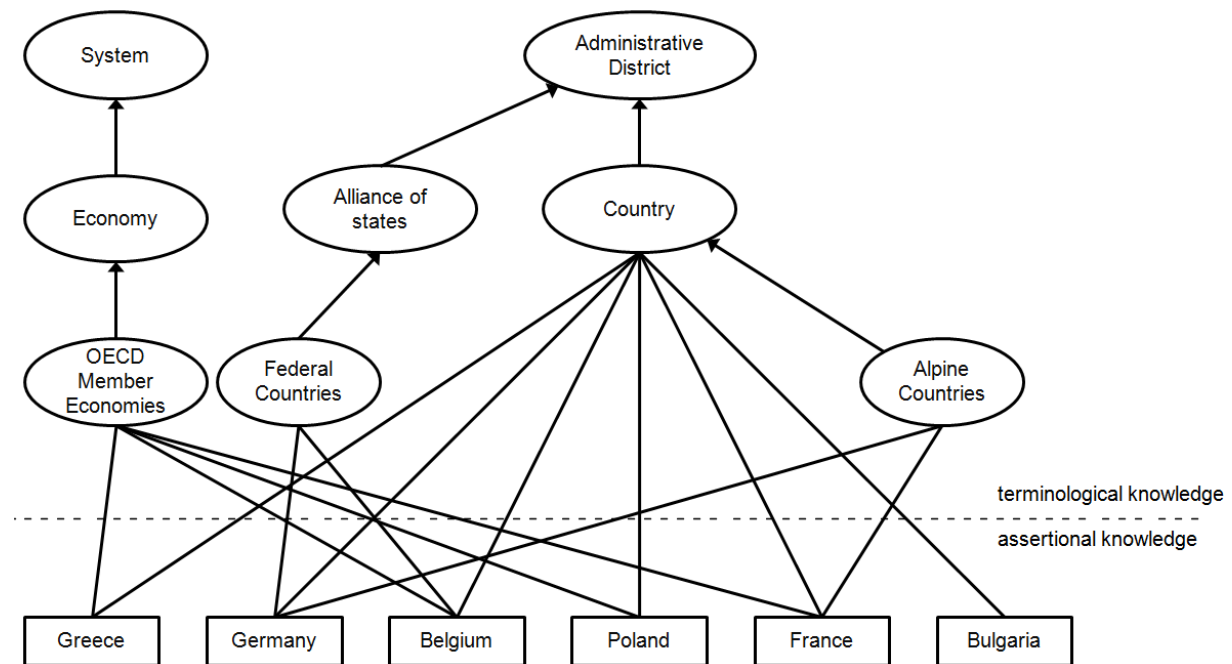 System
Administrative
District
Economy
Alliance of
states
Country
OECD
Member
Economies
Federal
Countries
Alpine
Countries
terminological knowledge
assertional knowledge
Greece
Germany
Belgium
Poland
France
Bulgaria